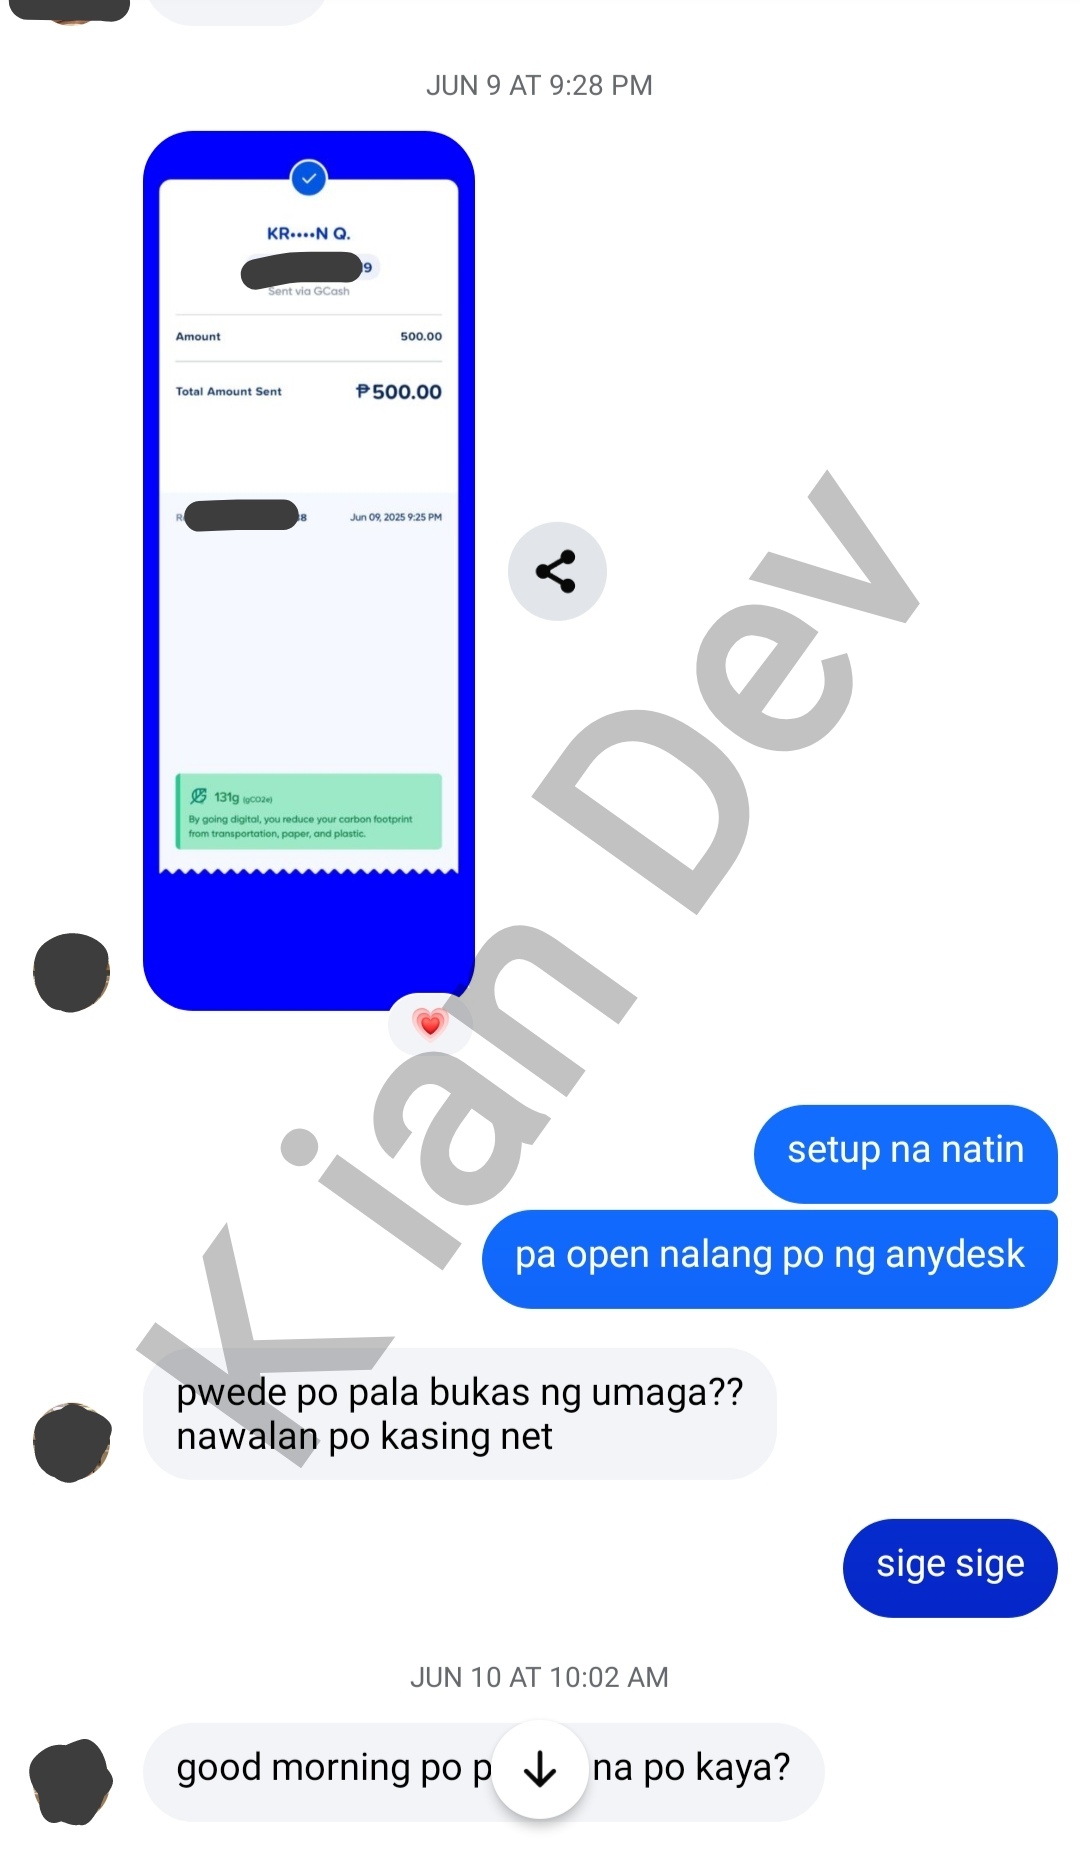 JUN 9 AT 9:28 PM
KR••••N Q.
9
Sent via GCash
Amount 500.00
Total Amount Sent ₱500.00
8 Jun 09, 2025 9:25 PM
131g (gCO2e)
By going digital, you reduce your carbon footprint
from transportation, paper, and plastic.
setup na natin
pa open nalang po ng anydesk
pwede po pala bukas ng umaga??
nawalan po kasing net
sige sige
JUN 10 AT 10:02 AM
good morning po p na po kaya?
Kian Dev